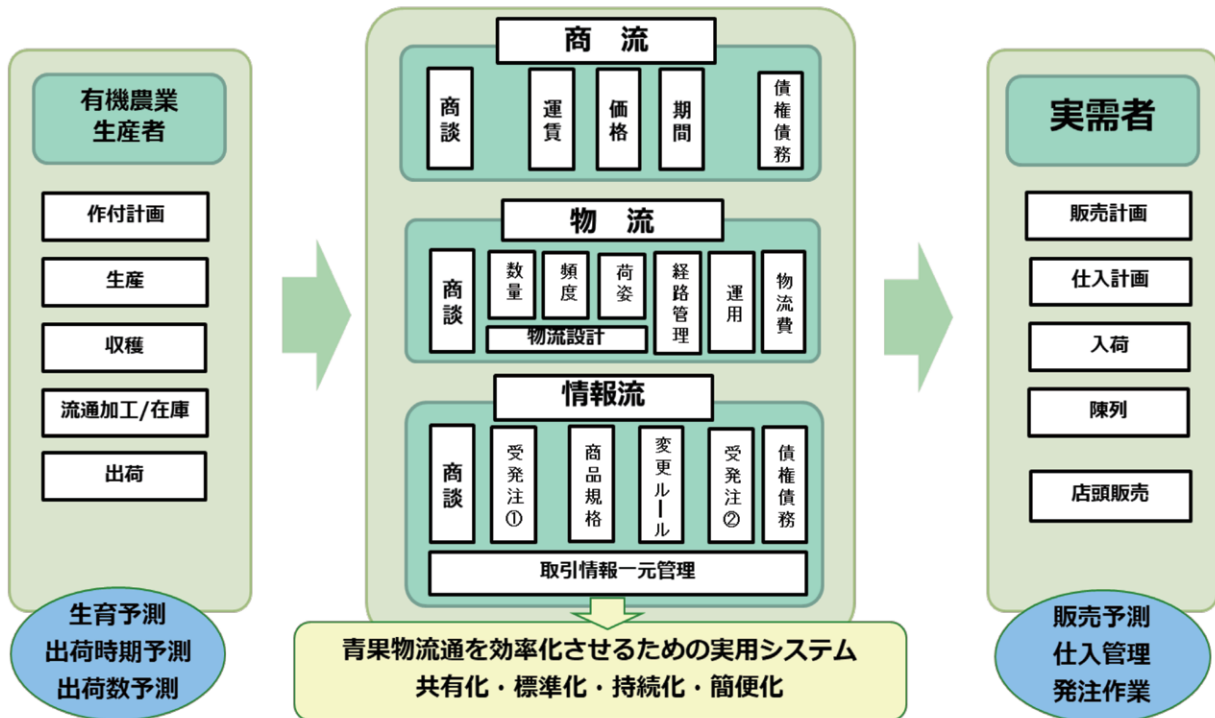 有機農業
生産者
作付計画
生産
収穫
流通加工/在庫
出荷
生育予測
出荷時期予測
出荷数予測
商　流
商談
運賃
価格
期間
債権債務
物　流
商談
数量
頻度
荷姿
物流設計
経路管理
運用
物流費
情報流
商談
受発注①
商品規格
変更ルール
受発注②
債権債務
取引情報一元管理
青果物流通を効率化させるための実用システム
共有化・標準化・持続化・簡便化
実需者
販売計画
仕入計画
入荷
陳列
店頭販売
販売予測
仕入管理
発注作業